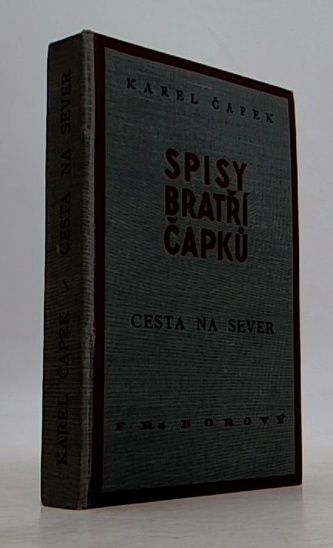 KAREL ČAPEK
SPISY
BRATŘÍ
ČAPKŮ
CESTA NA SEVER
FR. BOROVÝ
KAREL ČAPEK – CESTA NA SEVER